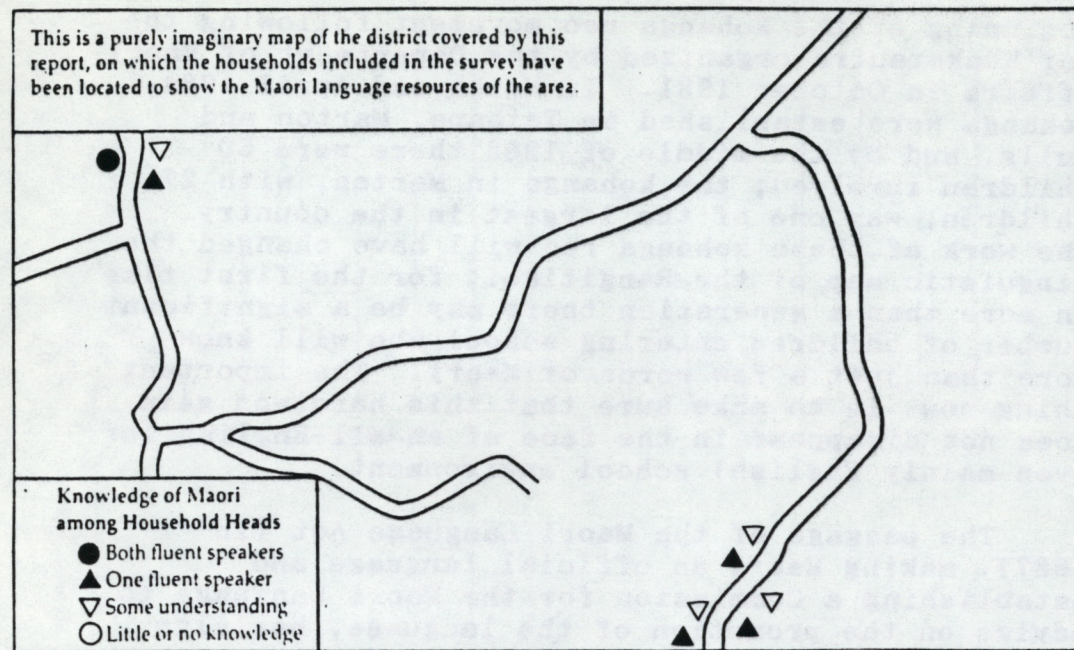 This is a purely imaginary map of the district covered by this
report, on which the households included in the survey have
been located to show the Maori language resources of the area.
Knowledge of Maori
among Household Heads
Both fluent speakers
One fluent speaker
Some understanding
Little or no knowledge